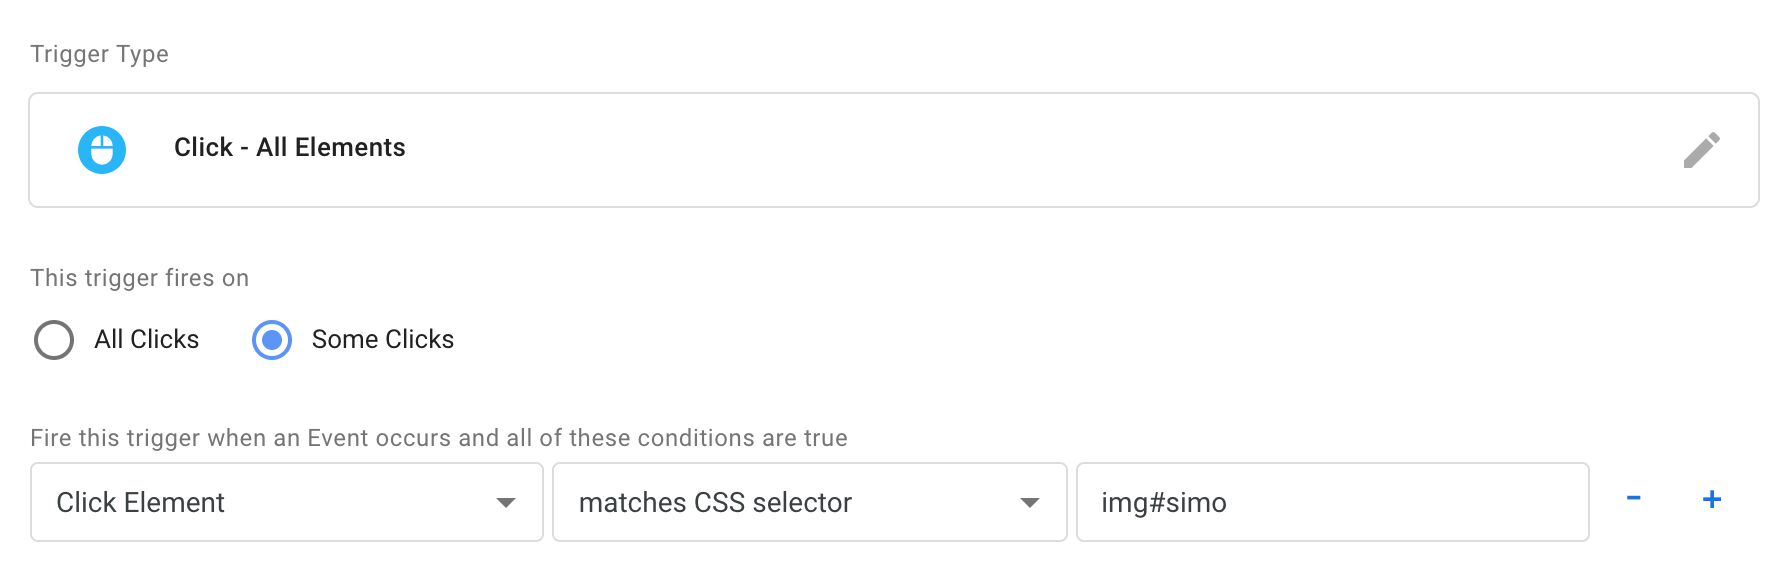 Trigger Type
Click - All Elements
This trigger fires on
All Clicks Some Clicks
Fire this trigger when an Event occurs and all of these conditions are true
Click Element matches CSS selector img#simo - +